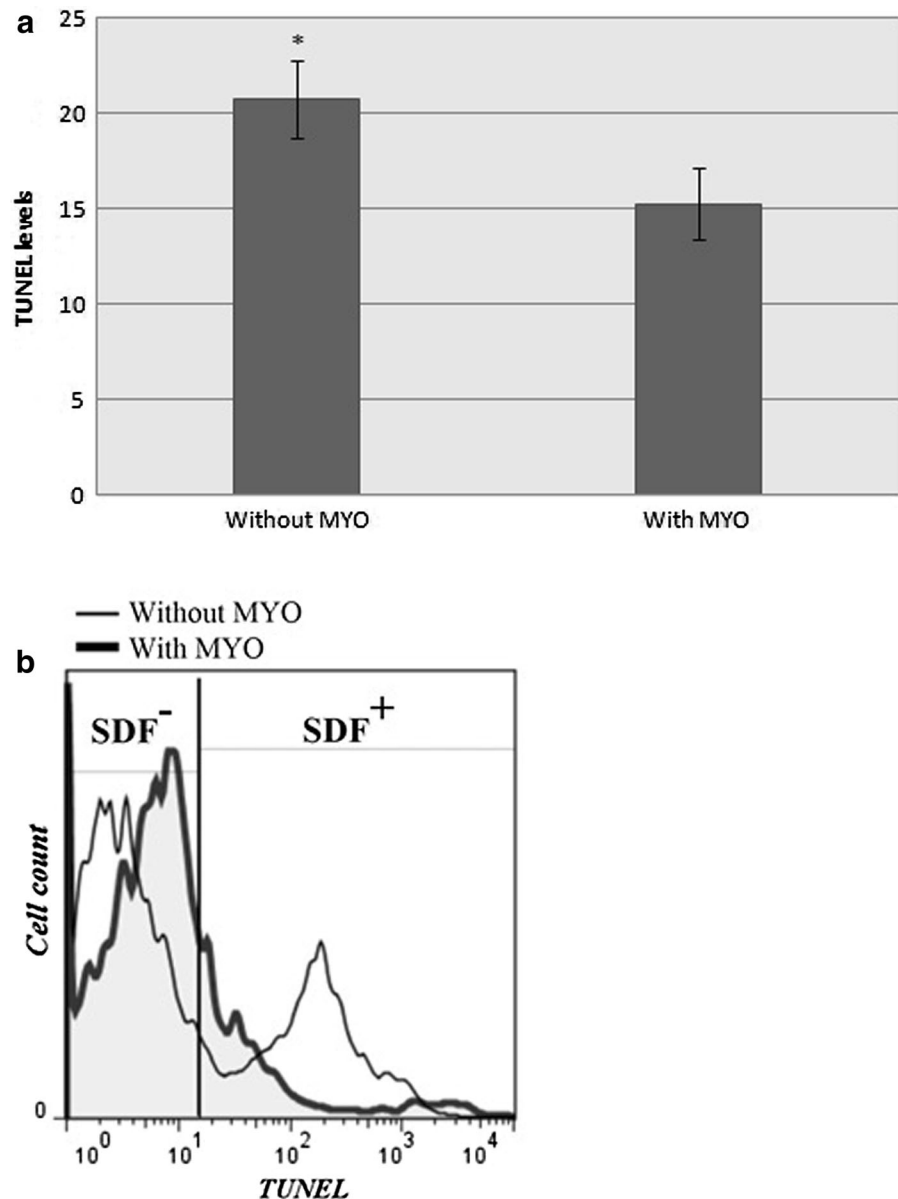 a
TUNEL levels
25
*
20
15
10
5
0
Without MYO
With MYO
b
Without MYO
With MYO
SDF-
SDF+
Cell count
0
10^0
10^1
10^2
10^3
10^4
TUNEL